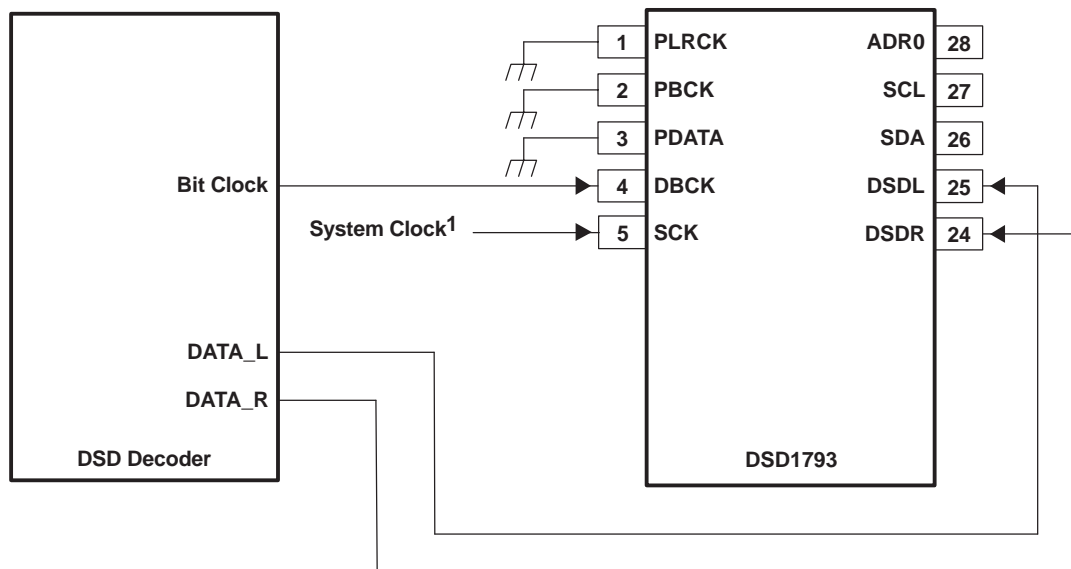 1 PLRCK ADR0 28
2 PBCK SCL 27
3 PDATA SDA 26
Bit Clock 4 DBCK DSDL 25
System Clock1 5 SCK DSDR 24
DATA_L
DATA_R
DSD Decoder DSD1793